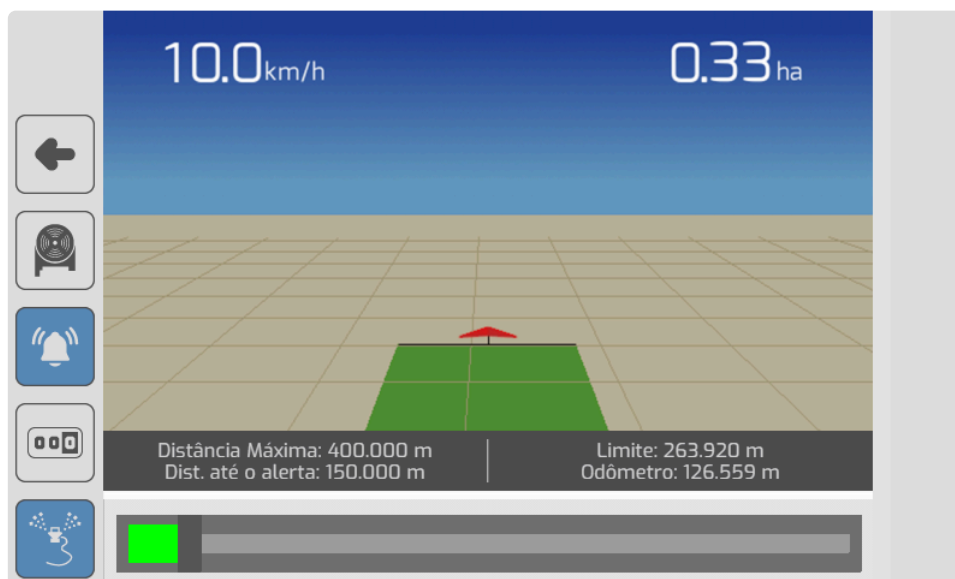 10.0km/h
0.33ha
Distância Máxima: 400.000 m
Dist. até o alerta: 150.000 m
Limite: 263.920 m
Odômetro: 126.559 m
000